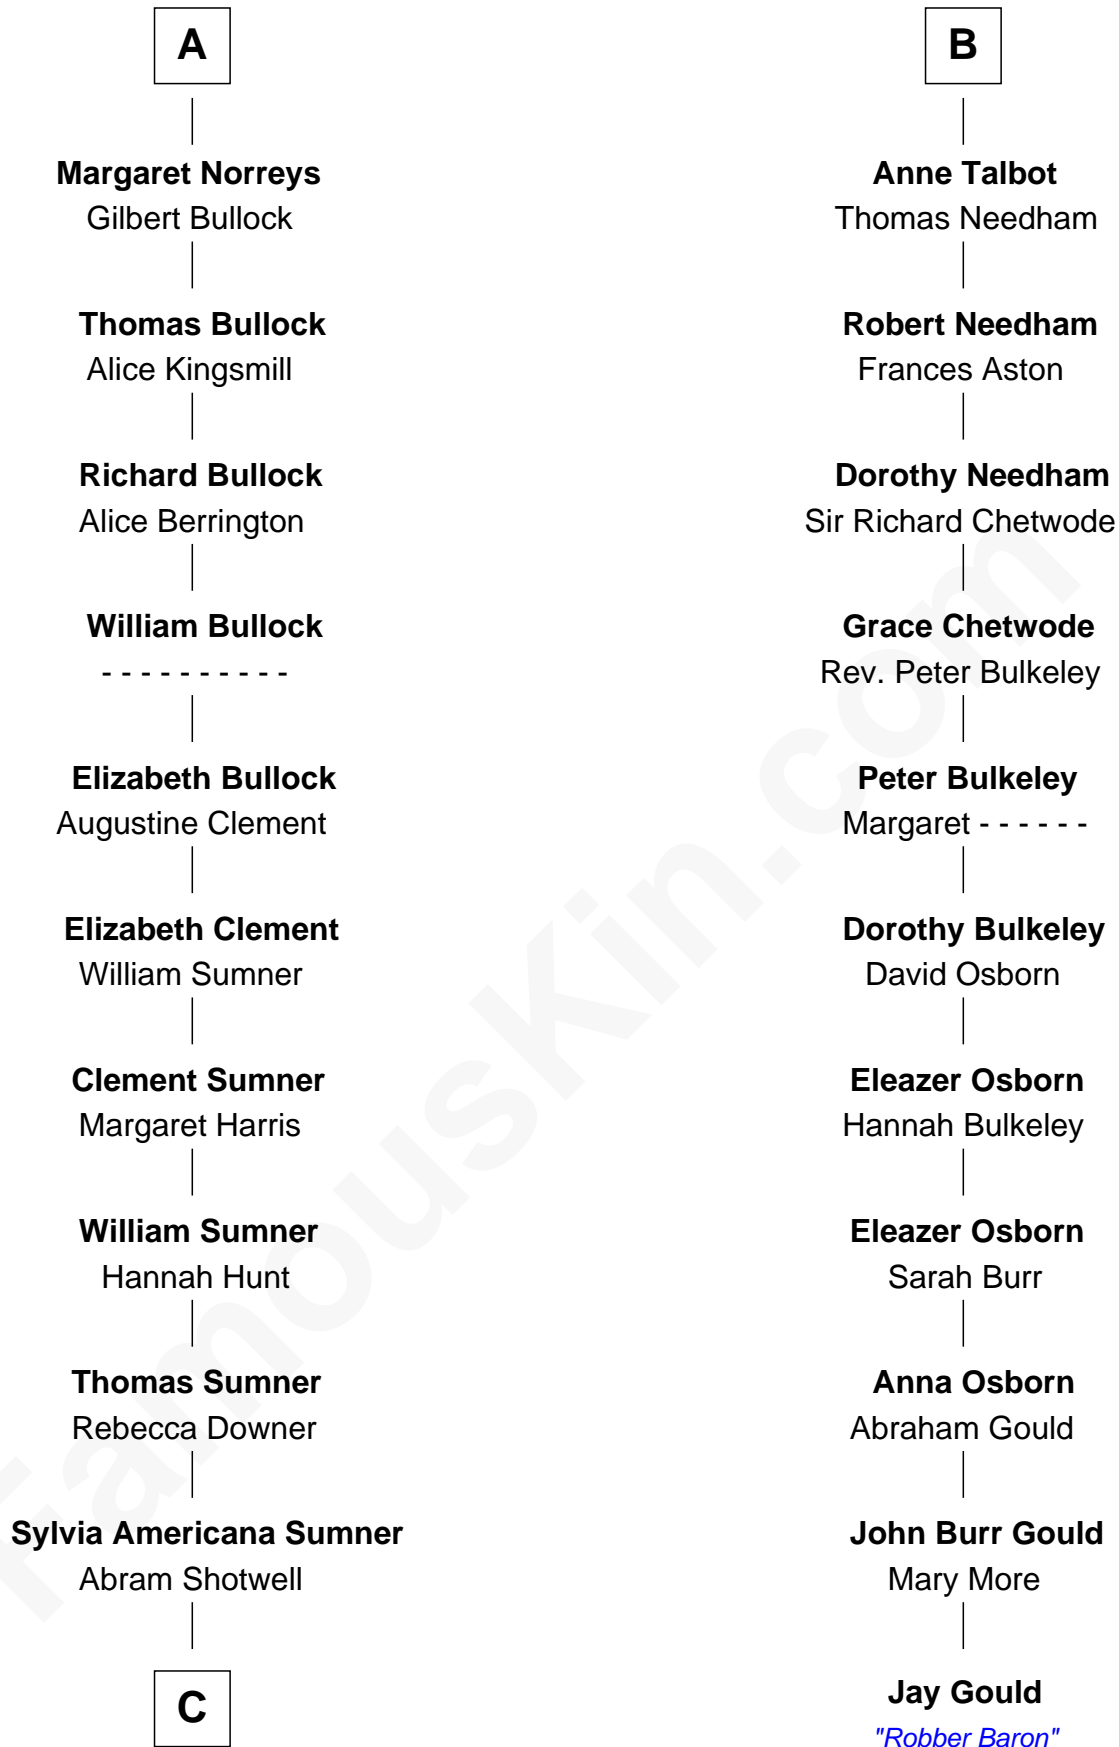 A
Margaret Norreys
Gilbert Bullock
Thomas Bullock
Alice Kingsmill
Richard Bullock
Alice Berrington
William Bullock
- - - - - - - - - -
Elizabeth Bullock
Augustine Clement
Elizabeth Clement
William Sumner
Clement Sumner
Margaret Harris
William Sumner
Hannah Hunt
Thomas Sumner
Rebecca Downer
Sylvia Americana Sumner
Abram Shotwell
C
B
Anne Talbot
Thomas Needham
Robert Needham
Frances Aston
Dorothy Needham
Sir Richard Chetwode
Grace Chetwode
Rev. Peter Bulkeley
Peter Bulkeley
Margaret - - - - - -
Dorothy Bulkeley
David Osborn
Eleazer Osborn
Hannah Bulkeley
Eleazer Osborn
Sarah Burr
Anna Osborn
Abraham Gould
John Burr Gould
Mary More
Jay Gould
"Robber Baron"
FamousKin.com